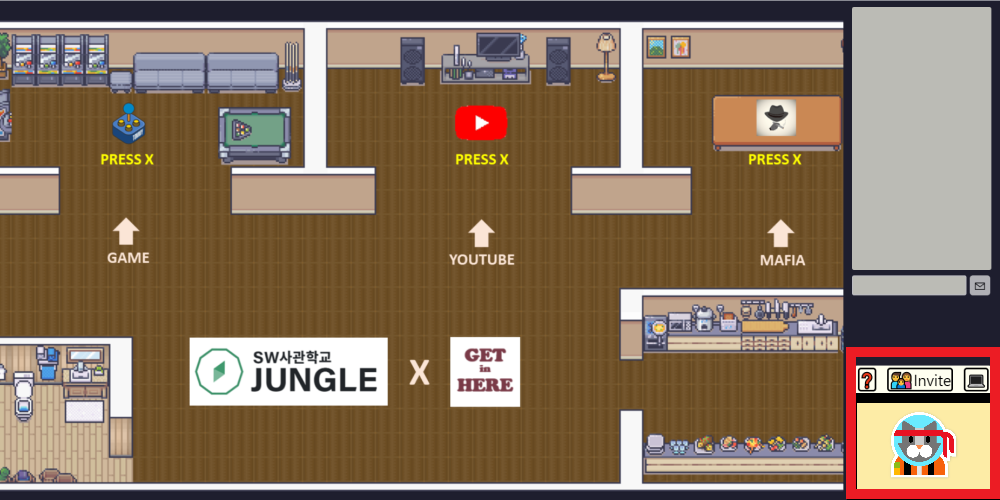 PRESS X
PRESS X
PRESS X
GAME
YOUTUBE
MAFIA
SW사관학교
JUNGLE
X
GET
in
HERE
?
Invite